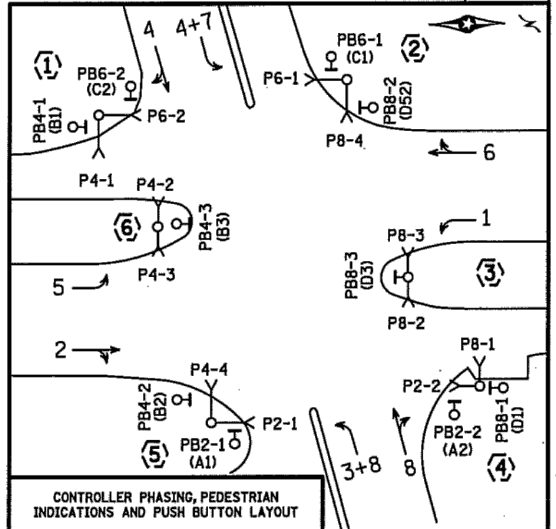 4
4+7
1
PB6-2
(C2)
PB4-1
(B1)
P6-2
P4-1
PB6-1
(C1)
2
P6-1
PB8-2
(D52)
P8-4
6
P4-2
6
PB4-3
(B3)
P4-3
5
1
P8-3
PB8-3
(D3)
3
P8-2
2
P4-4
PB4-2
(B2)
P2-1
PB2-1
(A1)
5
P8-1
P2-2
PB8-1
(D1)
PB2-2
(A2)
4
3+8
8
CONTROLLER PHASING, PEDESTRIAN
INDICATIONS AND PUSH BUTTON LAYOUT